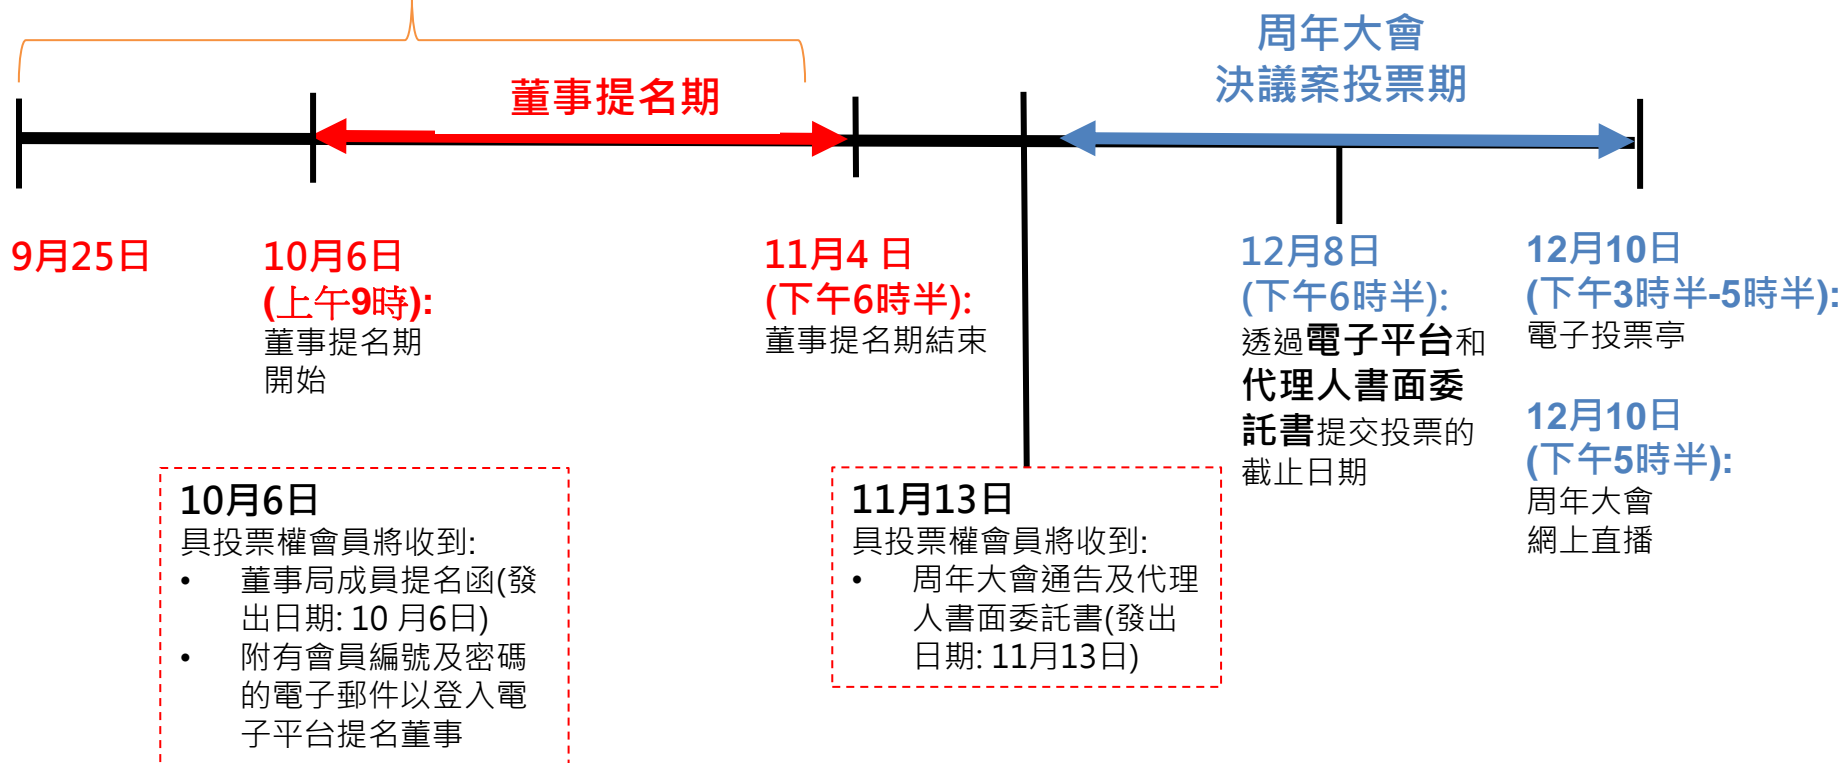 董事提名期
周年大會
決議案投票期
9月25日
10月6日
(上午9時):
董事提名期
開始
11月4 日
(下午6時半):
董事提名期結束
12月8日
(下午6時半):
透過電子平台和
代理人書面委
託書提交投票的
截止日期
12月10日
(下午3時半-5時半):
電子投票亭
12月10日
(下午5時半):
周年大會
網上直播
10月6日
具投票權會員將收到:
• 董事局成員提名函(發
出日期: 10 月6日)
• 附有會員編號及密碼
的電子郵件以登入電
子平台提名董事
11月13日
具投票權會員將收到:
• 周年大會通告及代理
人書面委託書(發出
日期: 11月13日)